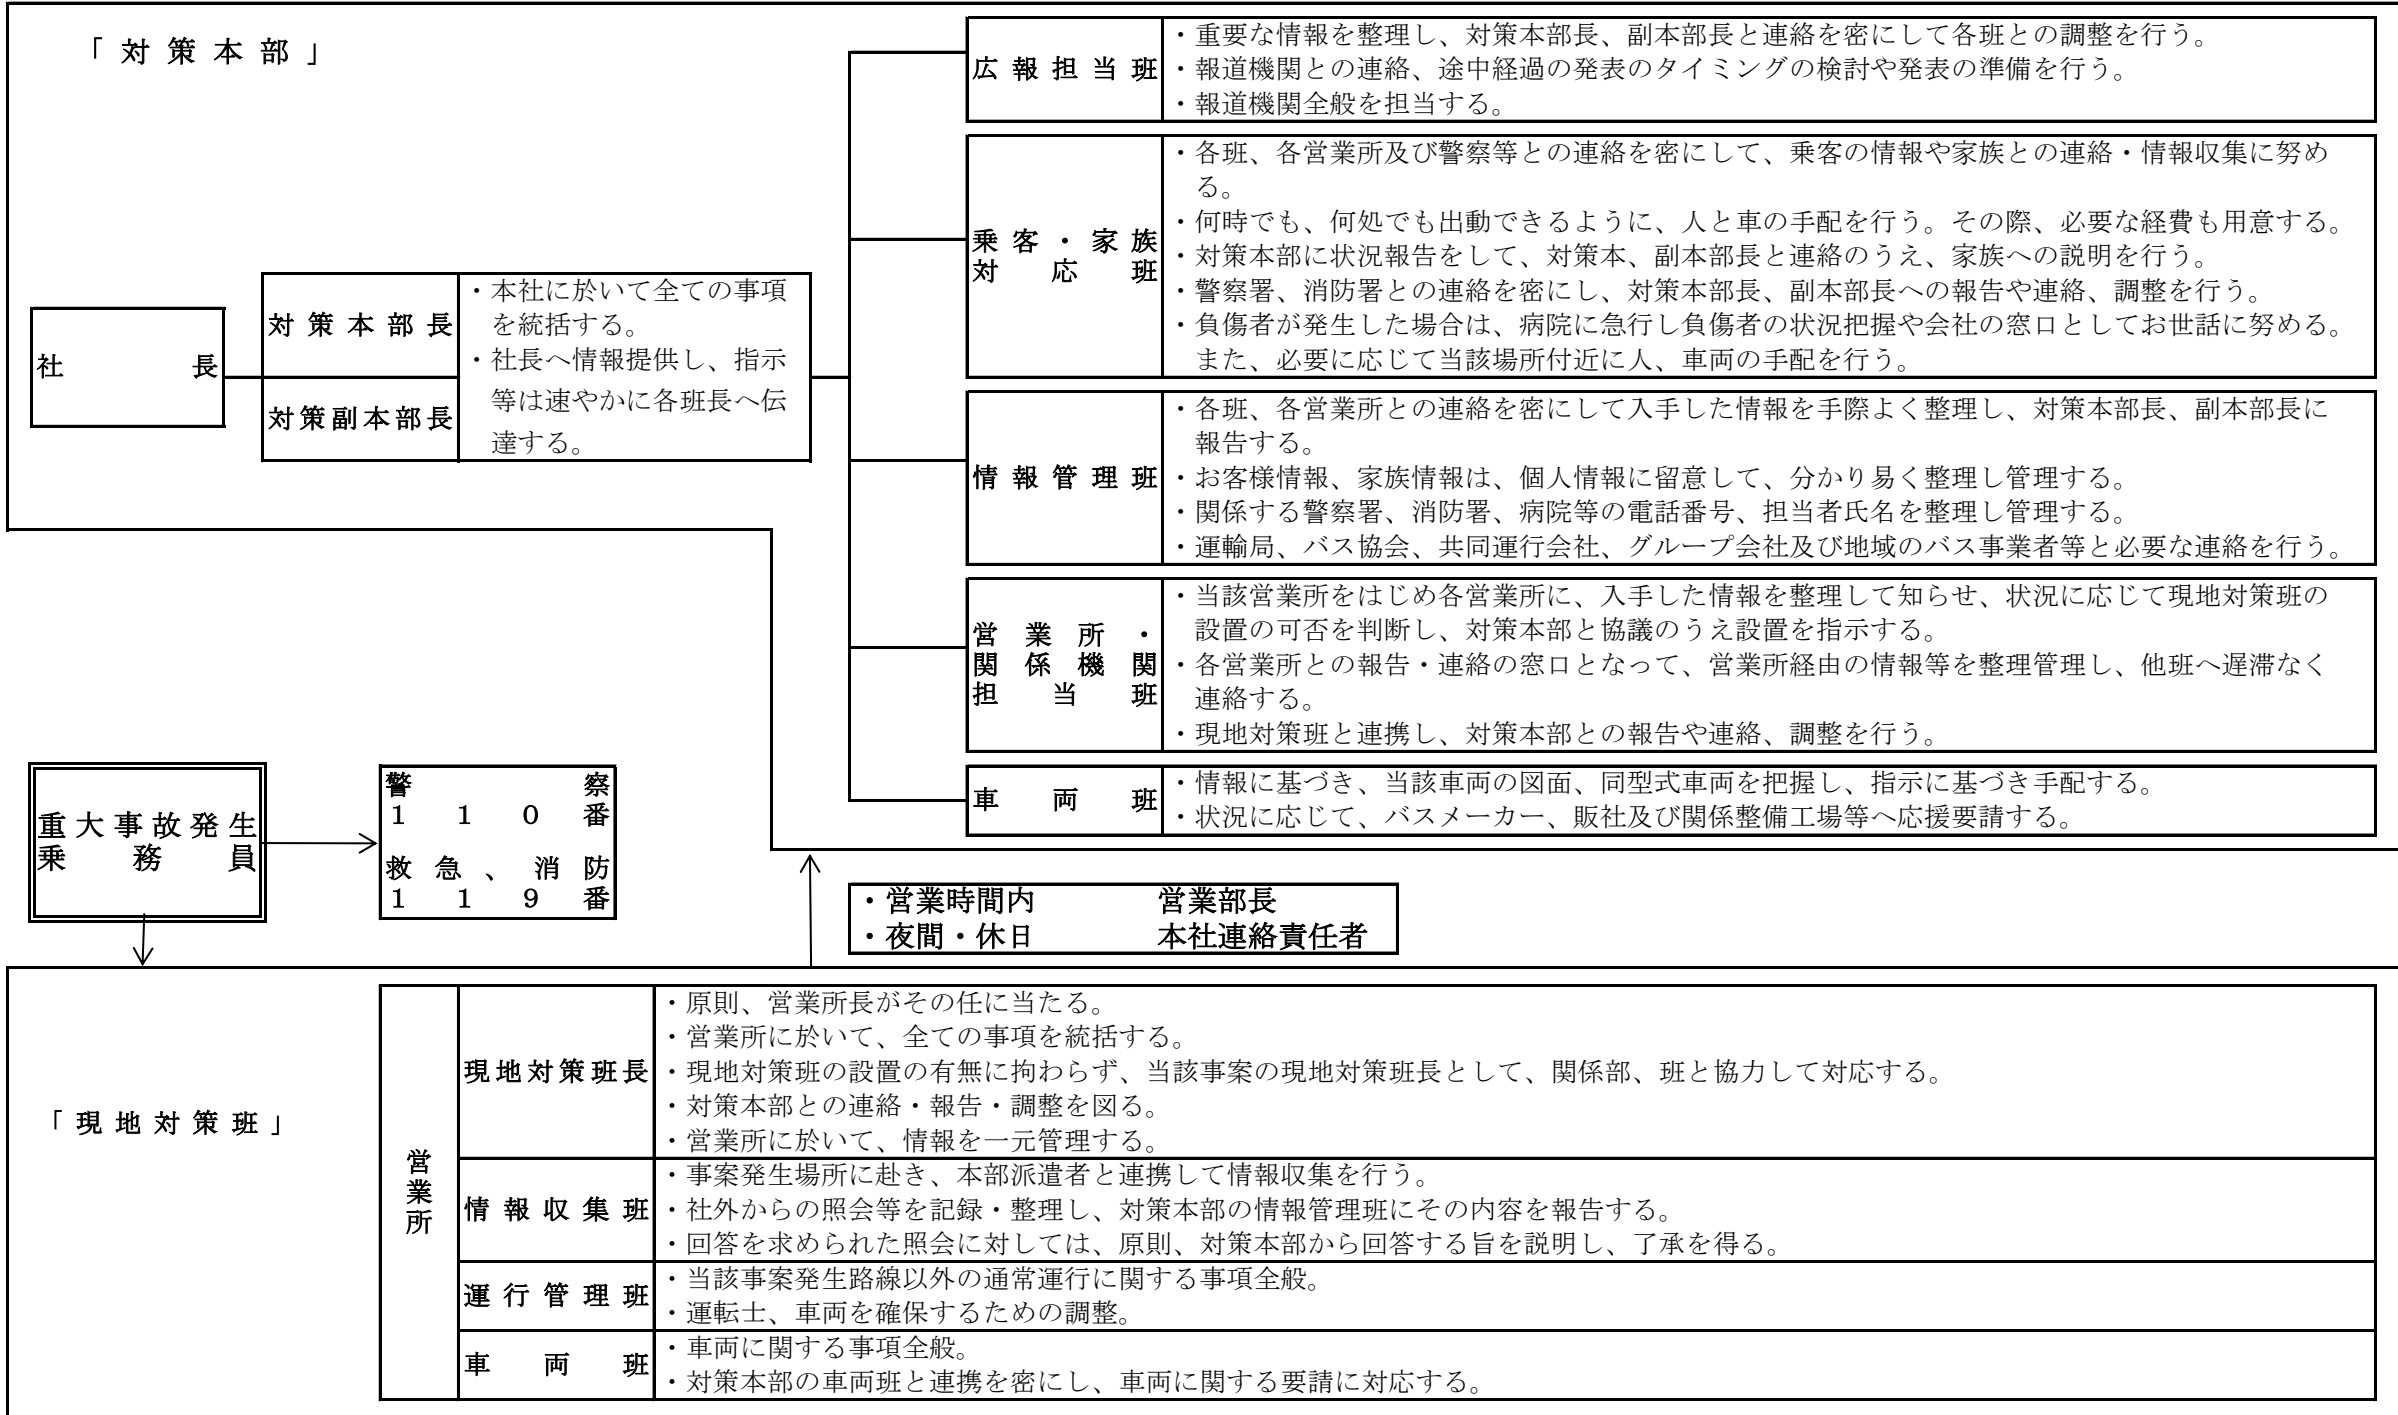 「対策本部」
社長
対策本部長
対策副本部長
・本社に於いて全ての事項
を統括する。
・社長へ情報提供し、指示
等は速やかに各班長へ伝
達する。
広報担当班
・重要な情報を整理し、対策本部長、副本部長と連絡を密にして各班との調整を行う。
・報道機関との連絡、途中経過の発表のタイミングの検討や発表の準備を行う。
・報道機関全般を担当する。
乗客・家族
対応班
・各班、各営業所及び警察等との連絡を密にして、乗客の情報や家族との連絡・情報収集に努め
る。
・何時でも、何処でも出動できるように、人と車の手配を行う。その際、必要な経費も用意する。
・対策本部に状況報告をして、対策本、副本部長と連絡のうえ、家族への説明を行う。
・警察署、消防署との連絡を密にし、対策本部長、副本部長への報告や連絡、調整を行う。
・負傷者が発生した場合は、病院に急行し負傷者の状況把握や会社の窓口としてお世話に努める。
また、必要に応じて当該場所付近に人、車両の手配を行う。
情報管理班
・各班、各営業所との連絡を密にして入手した情報を手際よく整理し、対策本部長、副本部長に
報告する。
・お客様情報、家族情報は、個人情報に留意して、分かり易く整理し管理する。
・関係する警察署、消防署、病院等の電話番号、担当者氏名を整理し管理する。
・運輸局、バス協会、共同運行会社、グループ会社及び地域のバス事業者等と必要な連絡を行う。
営業所・
関係機関
担当班
・当該営業所をはじめ各営業所に、入手した情報を整理して知らせ、状況に応じて現地対策班の
設置の可否を判断し、対策本部と協議のうえ設置を指示する。
・各営業所との報告・連絡の窓口となって、営業所経由の情報等を整理管理し、他班へ遅滞なく
連絡する。
・現地対策班と連携し、対策本部との報告や連絡、調整を行う。
車両班
・情報に基づき、当該車両の図面、同型式車両を把握し、指示に基づき手配する。
・状況に応じて、バスメーカー、販社及び関係整備工場等へ応援要請する。
重大事故発生
乗務員
警察
110番
救急、消防
119番
・営業時間内 営業部長
・夜間・休日 本社連絡責任者
「現地対策班」
営業所
現地対策班長
・原則、営業所長がその任に当たる。
・営業所に於いて、全ての事項を統括する。
・現地対策班の設置の有無に拘わらず、当該事案の現地対策班長として、関係部、班と協力して対応する。
・対策本部との連絡・報告・調整を図る。
・営業所に於いて、情報を一元管理する。
情報収集班
・事案発生場所に赴き、本部派遣者と連携して情報収集を行う。
・社外からの照会等を記録・整理し、対策本部の情報管理班にその内容を報告する。
・回答を求められた照会に対しては、原則、対策本部から回答する旨を説明し、了承を得る。
運行管理班
・当該事案発生路線以外の通常運行に関する事項全般。
・運転士、車両を確保するための調整。
車両班
・車両に関する事項全般。
・対策本部の車両班と連携を密にし、車両に関する要請に対応する。